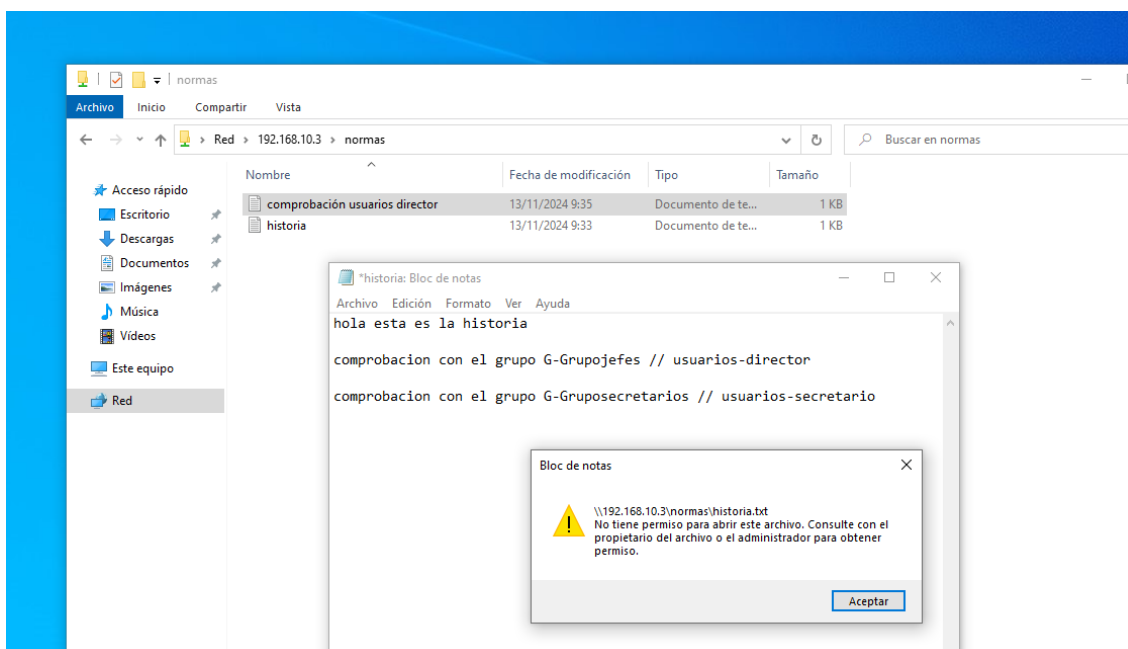 normas
Archivo Inicio Compartir Vista
Red > 192.168.10.3 > normas
Buscar en normas
Nombre Fecha de modificación Tipo Tamaño
Acceso rápido
Escritorio
Descargas
Documentos
Imágenes
Música
Vídeos
Este equipo
Red
comprobación usuarios director 13/11/2024 9:35 Documento de te... 1 KB
historia 13/11/2024 9:33 Documento de te... 1 KB
*historia: Bloc de notas
Archivo Edición Formato Ver Ayuda
hola esta es la historia
comprobacion con el grupo G-Grupojefes // usuarios-director
comprobacion con el grupo G-Gruposecretarios // usuarios-secretario
Bloc de notas
\\192.168.10.3\normas\historia.txt
No tiene permiso para abrir este archivo. Consulte con el
propietario del archivo o el administrador para obtener
permiso.
Aceptar